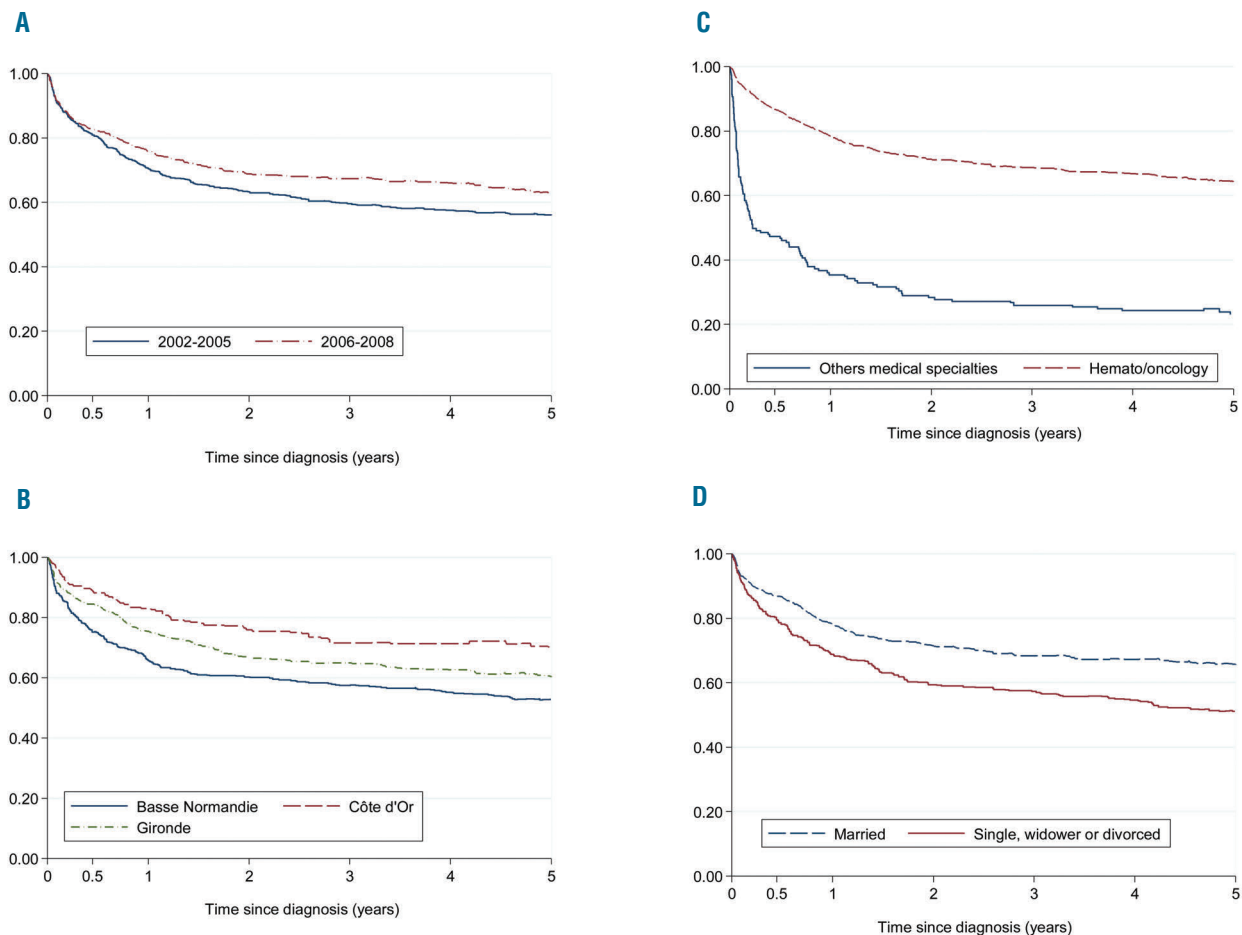 A
1.00
0.80
0.60
0.40
0.20
0.00
2002-2005 2006-2008
0 0.5 1 2 3 4 5
Time since diagnosis (years)
B
1.00
0.80
0.60
0.40
0.20
0.00
Basse Normandie Côte d'Or
Gironde
0 0.5 1 2 3 4 5
Time since diagnosis (years)
C
1.00
0.80
0.60
0.40
0.20
0.00
Others medical specialties Hemato/oncology
0 0.5 1 2 3 4 5
Time since diagnosis (years)
D
1.00
0.80
0.60
0.40
0.20
0.00
Married Single, widower or divorced
0 0.5 1 2 3 4 5
Time since diagnosis (years)